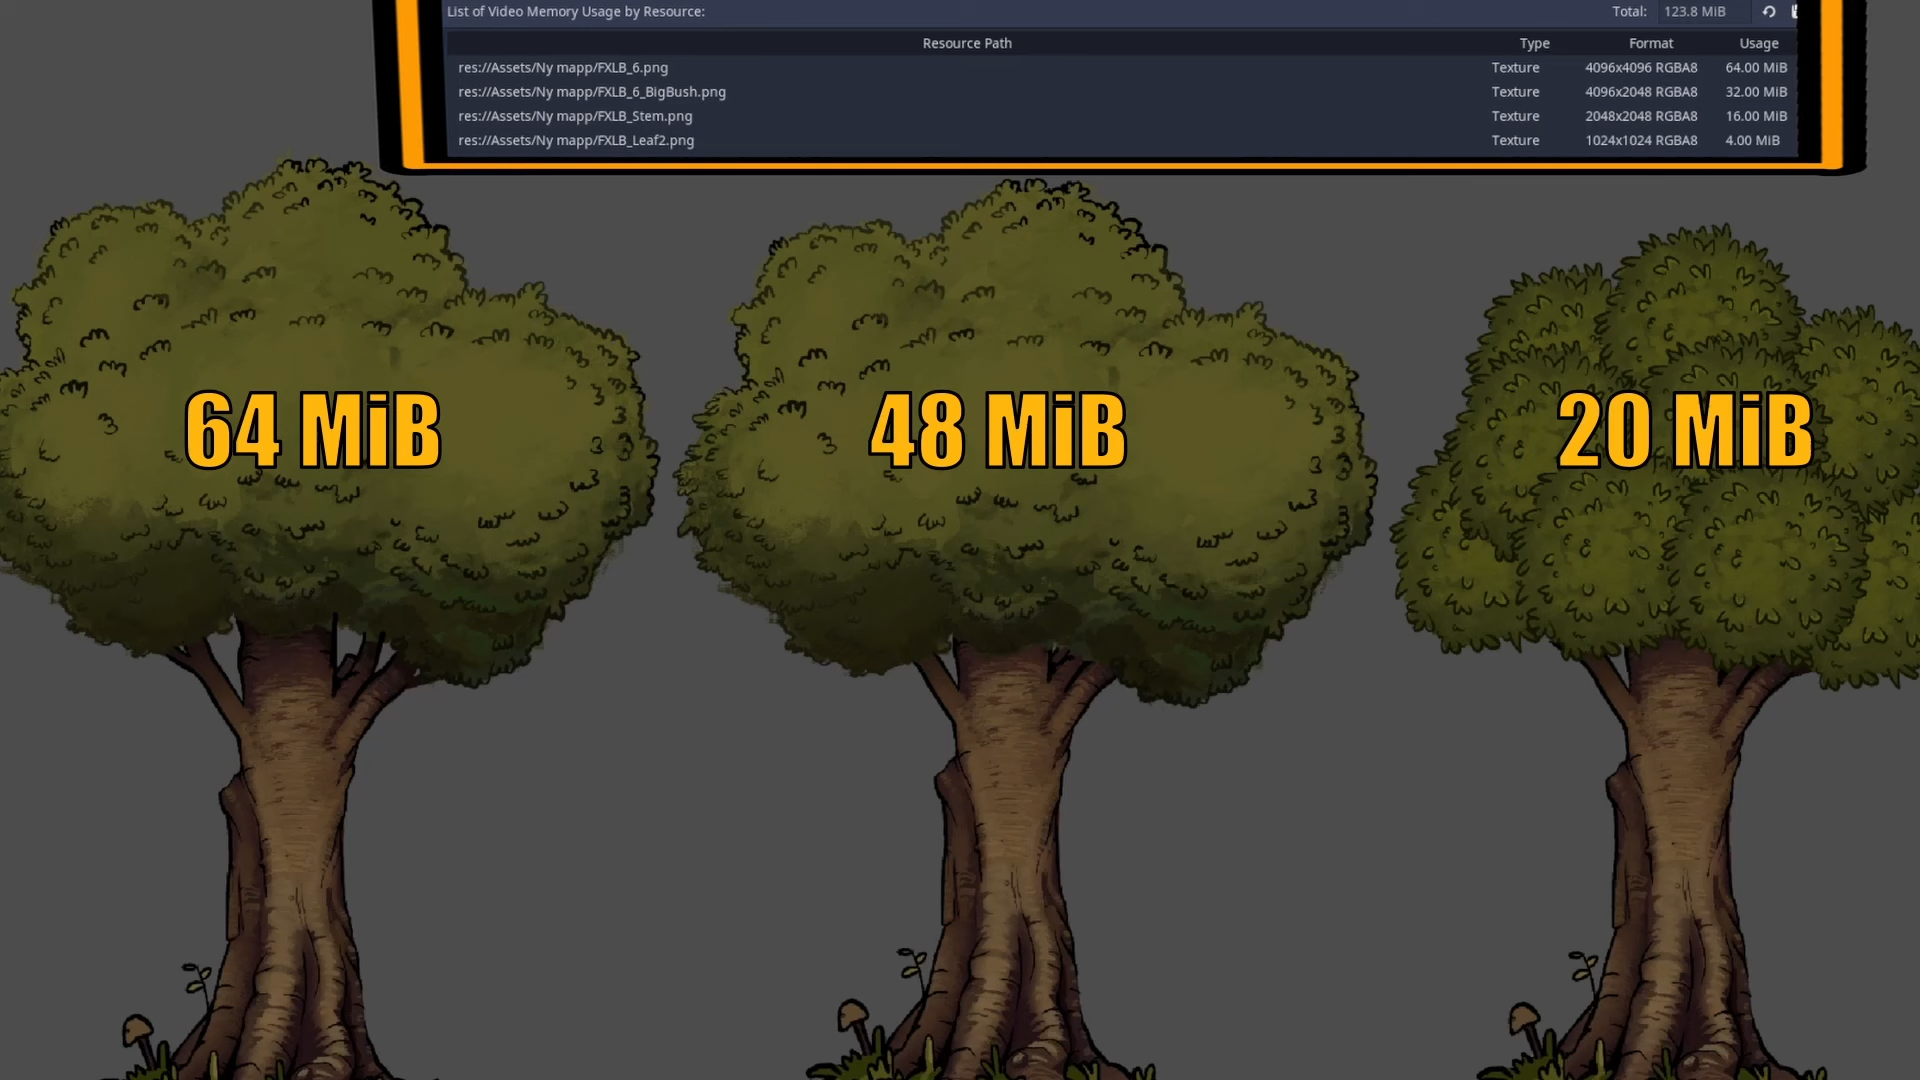 List of Video Memory Usage by Resource: Total: 123.8 MiB
Resource Path Type Format Usage
res://Assets/Ny mapp/FXLB_6.png Texture 4096x4096 RGBA8 64.00 MiB
res://Assets/Ny mapp/FXLB_6_BigBush.png Texture 4096x2048 RGBA8 32.00 MiB
res://Assets/Ny mapp/FXLB_Stem.png Texture 2048x2048 RGBA8 16.00 MiB
res://Assets/Ny mapp/FXLB_Leaf2.png Texture 1024x1024 RGBA8 4.00 MiB
64 MiB 48 MiB 20 MiB